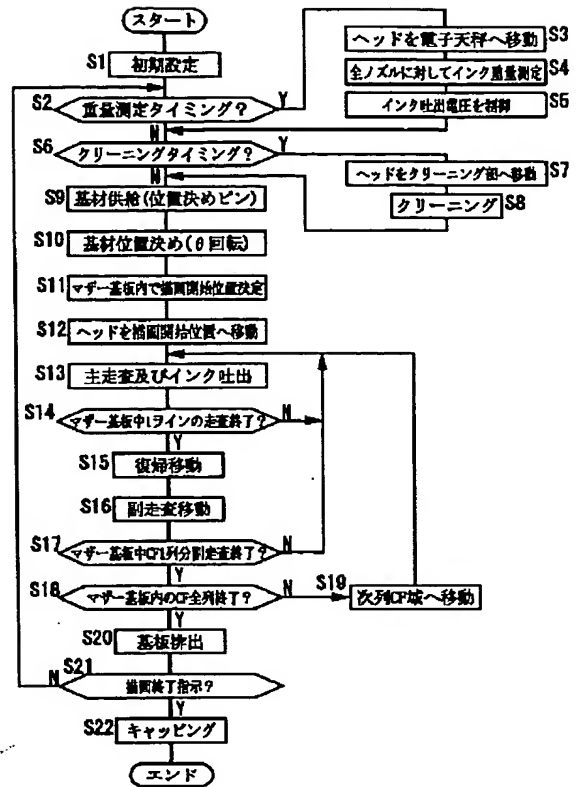 スタート
S1 初期設定
S2 重量測定タイミング? Y
N
S3 ヘッドを電子天秤へ移動
S4 全ノズルに対してインク重量測定
S5 インク吐出電圧を制御
S6 クリーニングタイミング? Y
N
S7 ヘッドをクリーニング部へ移動
S8 クリーニング
S9 基材供給(位置決めピン)
S10 基材位置決め(θ回転)
S11 マザー基板内で描画開始位置決定
S12 ヘッドを描画開始位置へ移動
S13 主走査及びインク吐出
S14 マザー基板中1ラインの走査終了? N
Y
S15 復帰移動
S16 副走査移動
S17 マザー基板中CF1列分副走査終了? N
Y
S18 マザー基板内のCF全列終了? N
S19 次列CF域へ移動
Y
S20 基板排出
N S21 描画終了指示?
Y
S22 キャッピング
エンド